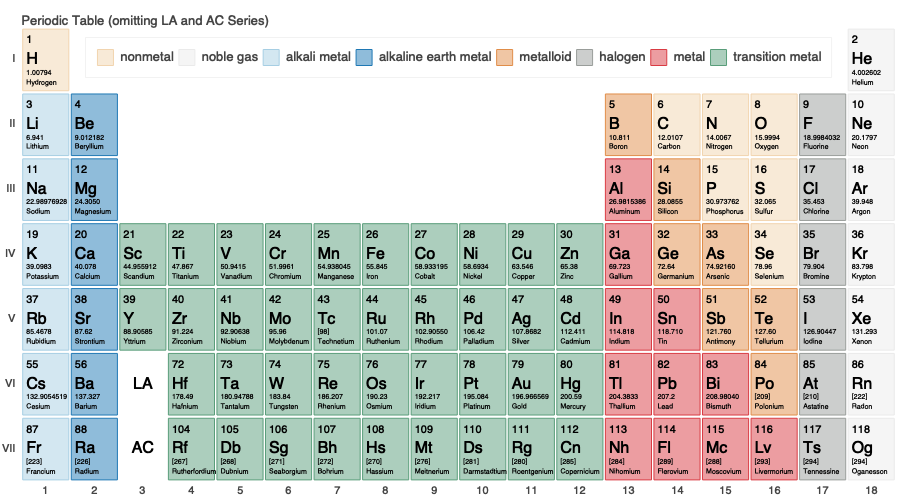 Periodic Table (omitting LA and AC Series)
nonmetal noble gas alkali metal alkaline earth metal metalloid halogen metal transition metal
1 2
I H He
1.00794 4.002602
Hydrogen Helium
3 4 5 6 7 8 9 10
II Li Be B C N O F Ne
6.941 9.012182 10.811 12.0107 14.0067 15.9994 18.9984032 20.1797
Lithium Beryllium Boron Carbon Nitrogen Oxygen Fluorine Neon
11 12 13 14 15 16 17 18
III Na Mg Al Si P S Cl Ar
22.98976928 24.3050 26.9815386 28.0855 30.973762 32.065 35.453 39.948
Sodium Magnesium Aluminum Silicon Phosphorus Sulfur Chlorine Argon
19 20 21 22 23 24 25 26 27 28 29 30 31 32 33 34 35 36
IV K Ca Sc Ti V Cr Mn Fe Co Ni Cu Zn Ga Ge As Se Br Kr
39.0983 40.078 44.955912 47.867 50.9415 51.9961 54.938045 55.845 58.933195 58.6934 63.546 65.38 69.723 72.64 74.92160 78.96 79.904 83.798
Potassium Calcium Scandium Titanium Vanadium Chromium Manganese Iron Cobalt Nickel Copper Zinc Gallium Germanium Arsenic Selenium Bromine Krypton
37 38 39 40 41 42 43 44 45 46 47 48 49 50 51 52 53 54
V Rb Sr Y Zr Nb Mo Tc Ru Rh Pd Ag Cd In Sn Sb Te I Xe
85.4678 87.62 88.90585 91.224 92.90638 95.96 [98] 101.07 102.90550 106.42 107.8682 112.411 114.818 118.710 121.760 127.60 126.90447 131.293
Rubidium Strontium Yttrium Zirconium Niobium Molybdenum Technetium Ruthenium Rhodium Palladium Silver Cadmium Indium Tin Antimony Tellurium Iodine Xenon
55 56 72 73 74 75 76 77 78 79 80 81 82 83 84 85 86
VI Cs Ba LA Hf Ta W Re Os Ir Pt Au Hg Tl Pb Bi Po At Rn
132.9054519 137.327 178.49 180.94788 183.84 186.207 190.23 192.217 195.084 196.966569 200.59 204.3833 207.2 208.98040 [209] [210] [222]
Cesium Barium Hafnium Tantalum Tungsten Rhenium Osmium Iridium Platinum Gold Mercury Thallium Lead Bismuth Polonium Astatine Radon
87 88 104 105 106 107 108 109 110 111 112 113 114 115 116 117 118
VII Fr Ra AC Rf Db Sg Bh Hs Mt Ds Rg Cn Nh Fl Mc Lv Ts Og
[223] [226] [267] [268] [271] [272] [270] [276] [281] [280] [285] [284] [289] [288] [293] [294] [294]
Francium Radium Rutherfordium Dubnium Seaborgium Bohrium Hassium Meitnerium Darmstadtium Roentgenium Copernicium Nihomium Flerovium Moscovium Livermorium Tennessine Oganesson
1 2 3 4 5 6 7 8 9 10 11 12 13 14 15 16 17 18